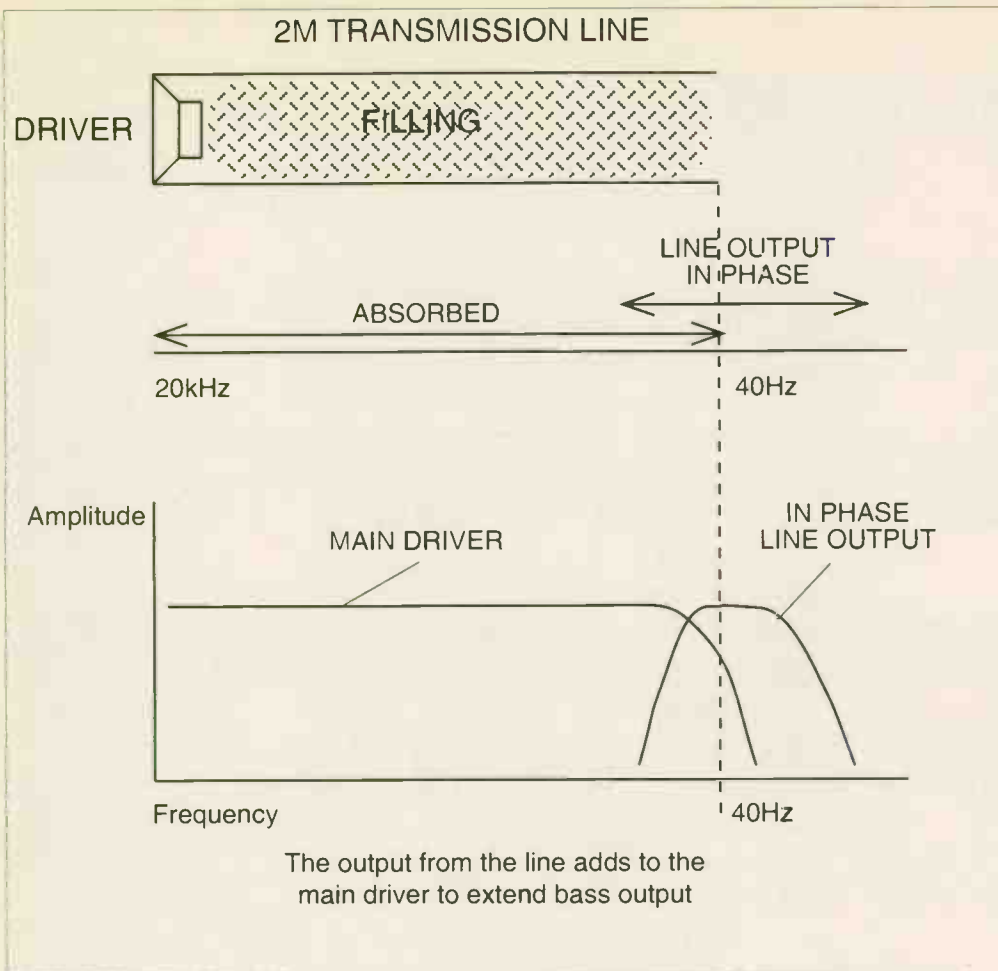 2M TRANSMISSION LINE
DRIVER
FILLING
LINE OUTPUT
IN PHASE
ABSORBED
20kHz
40Hz
Amplitude
MAIN DRIVER
IN PHASE
LINE OUTPUT
Frequency
40Hz
The output from the line adds to the
main driver to extend bass output